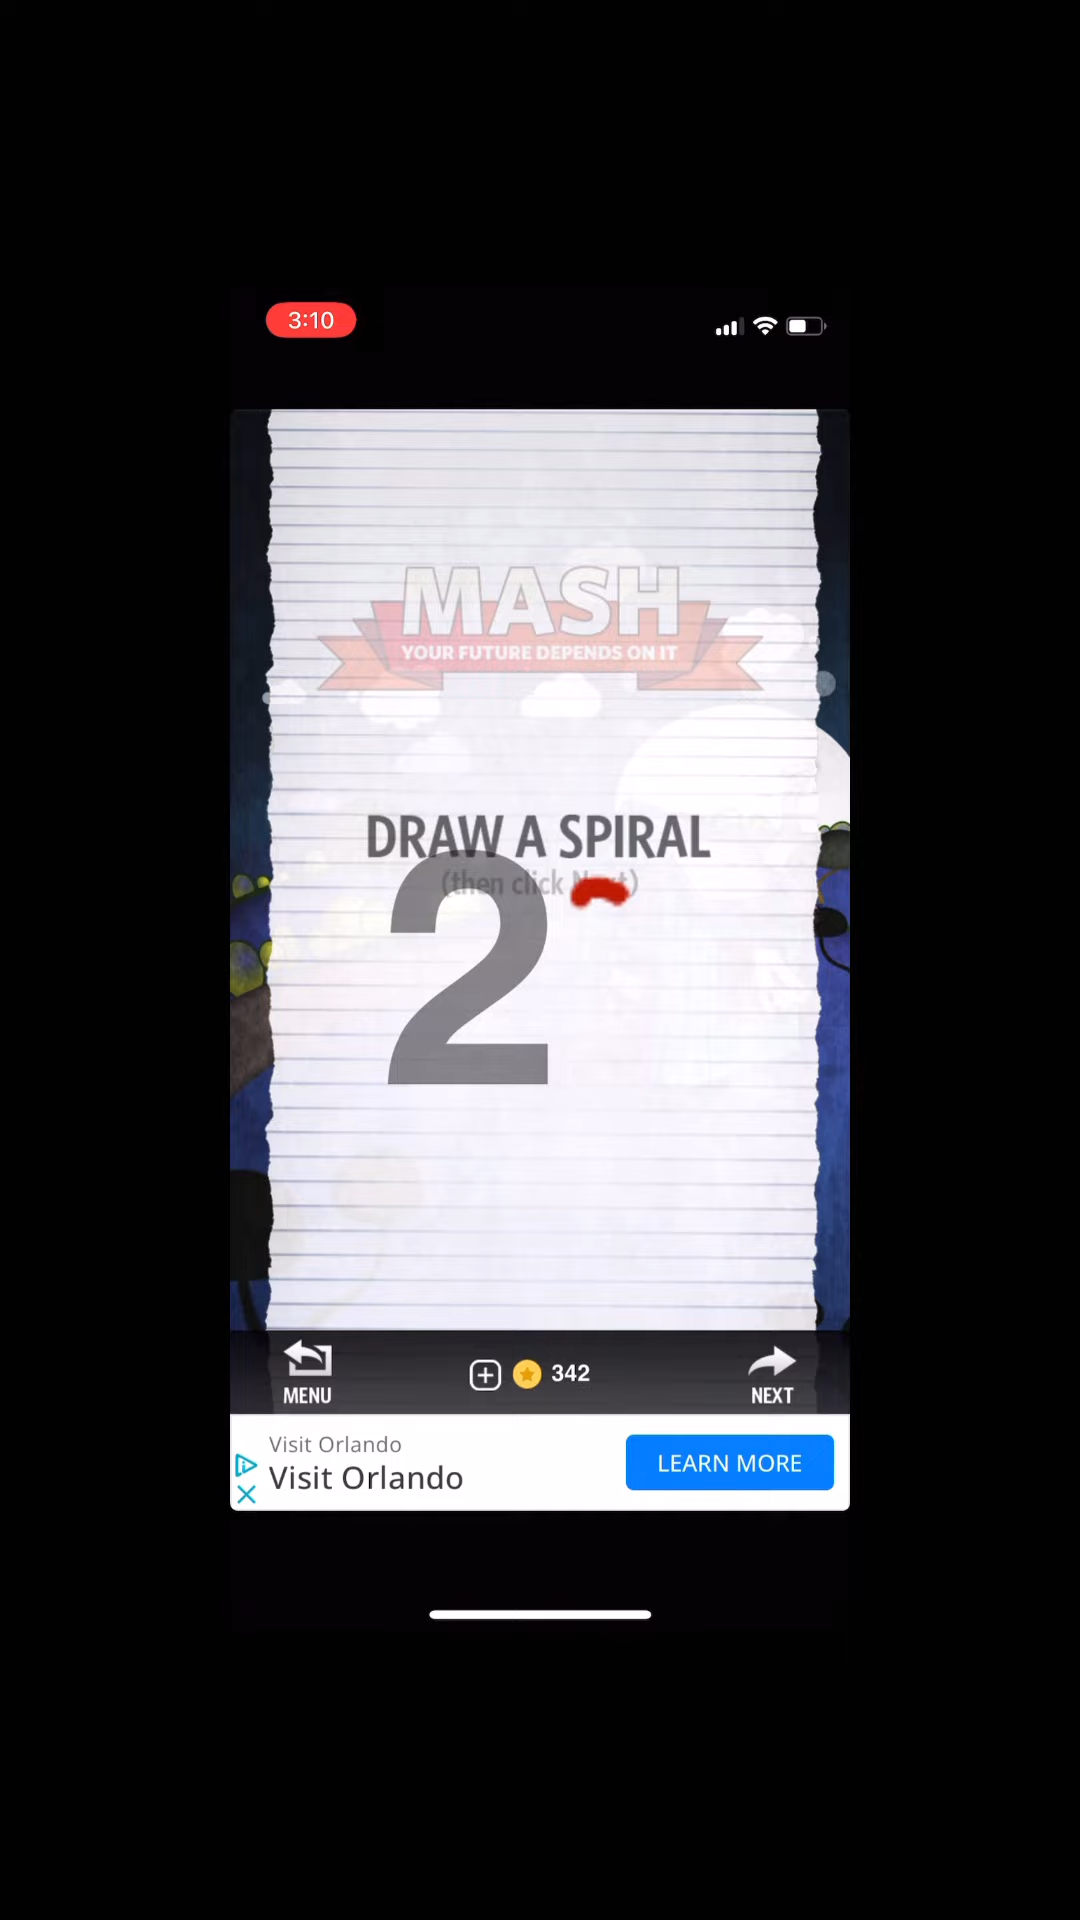 3:10
MASH
YOUR FUTURE DEPENDS ON IT
DRAW A SPIRAL
(then click Next)
2
MENU
342
NEXT
Visit Orlando
Visit Orlando
LEARN MORE